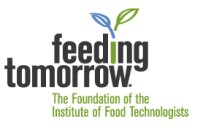 feeding
tomorrow®
The Foundation of the
Institute of Food Technologists